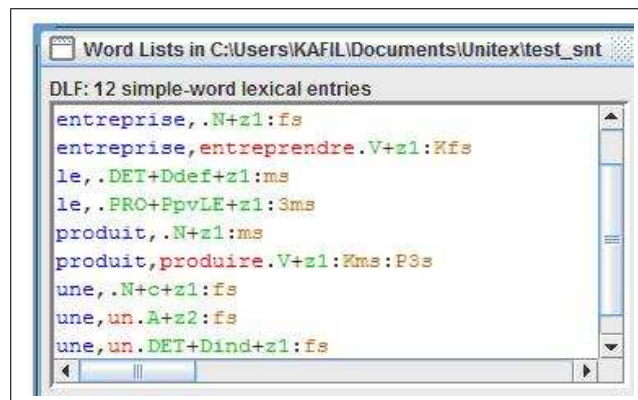 Word Lists in C:\Users\KAFIL\Documents\Unitex\test_snt
DLF: 12 simple-word lexical entries
entreprise,.N+z1:fs
entreprise,entreprendre.V+z1:Kfs
le,.DET+Ddef+z1:ms
le,.PRO+PpvLE+z1:3ms
produit,.N+z1:ms
produit,produire.V+z1:Kms:P3s
une,.N+c+z1:fs
une,un.A+z2:fs
une,un.DET+Dind+z1:fs